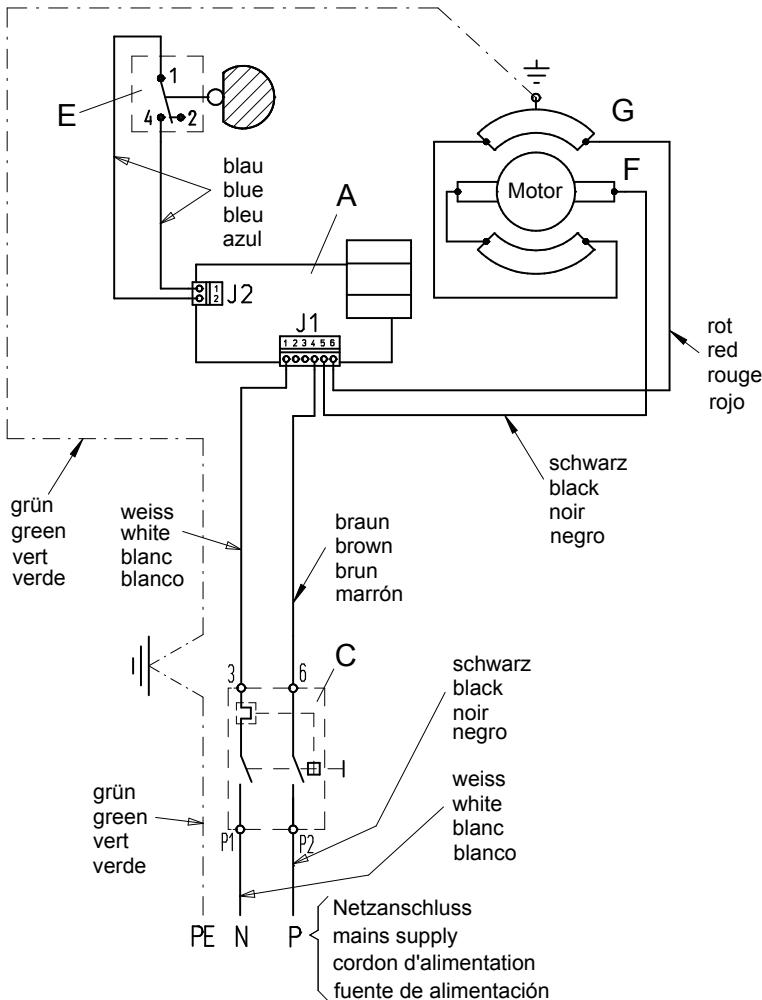 1
E
4
2
G
F
Motor
blau
blue
bleu
azul
A
1
2
J2
J1
1 2 3 4 5 6
rot
red
rouge
rojo
schwarz
black
noir
negro
grün
green
vert
verde
weiss
white
blanc
blanco
braun
brown
brun
marrón
3
6
C
schwarz
black
noir
negro
weiss
white
blanc
blanco
grün
green
vert
verde
P1
P2
PE N P
Netzanschluss
mains supply
cordon d'alimentation
fuente de alimentación